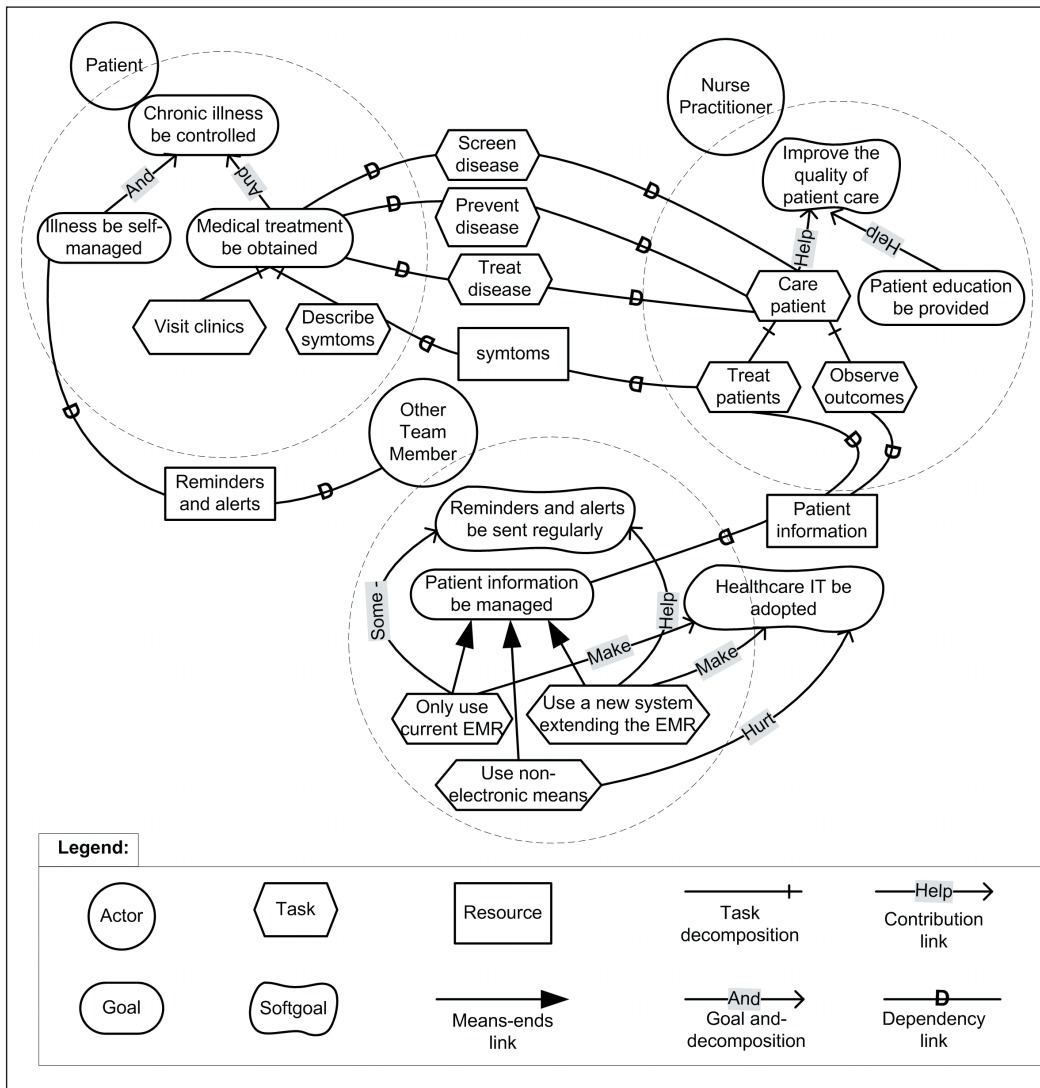 Patient
Chronic illness
be controlled
And
And
Illness be self-
managed
Medical treatment
be obtained
Visit clinics
Describe
symtoms
Screen
disease
Prevent
disease
Treat
disease
symtoms
D
D
D
D
D
D
D
D
Nurse
Practitioner
Improve the
quality of
patient care
Help
Help
Care
patient
Patient education
be provided
Treat
patients
Observe
outcomes
D
D
D
D
D
Reminders
and alerts
Other
Team
Member
Patient
information
Reminders and alerts
be sent regularly
Patient information
be managed
Healthcare IT be
adopted
Some -
Help
Make
Make
Hurt
Only use
current EMR
Use a new system
extending the EMR
Use non-
electronic means
Legend:
Actor
Task
Resource
Task
decomposition
Help
Contribution
link
Goal
Softgoal
Means-ends
link
And
Goal and-
decomposition
D
Dependency
link